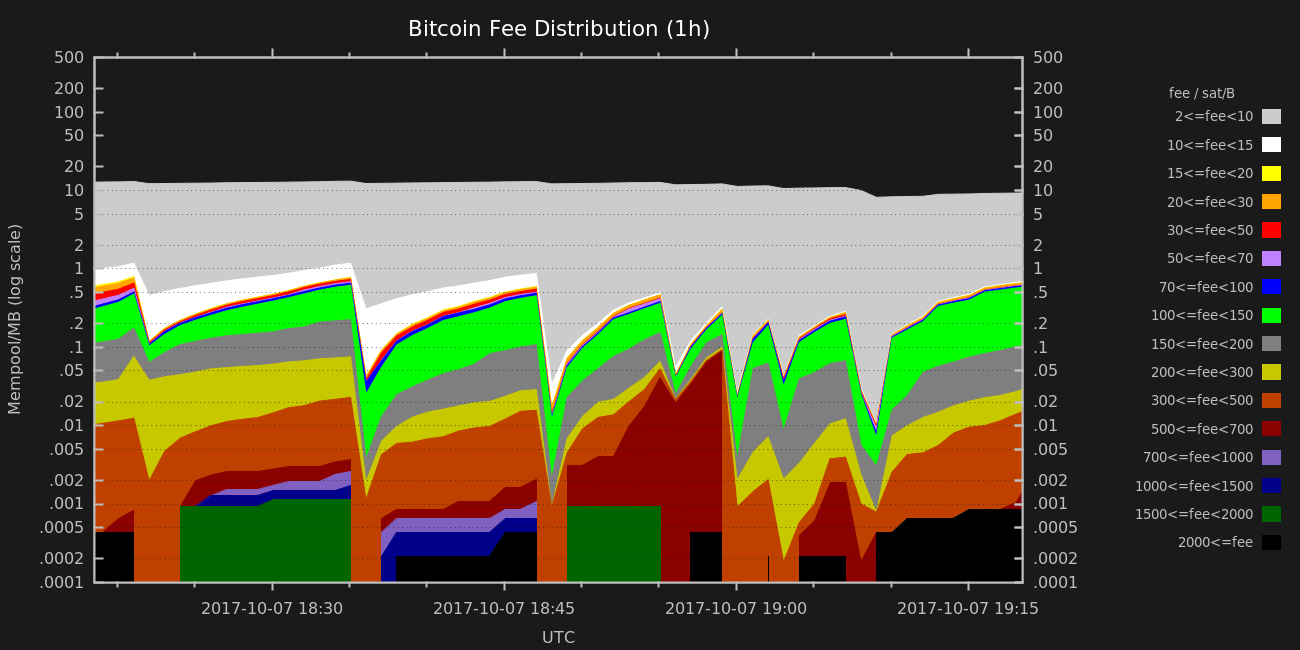 Bitcoin Fee Distribution (1h)
Mempool/MB (log scale)
500
200
100
50
20
10
5
2
1
.5
.2
.1
.05
.02
.01
.005
.002
.001
.0005
.0002
.0001
500
200
100
50
20
10
5
2
1
.5
.2
.1
.05
.02
.01
.005
.002
.001
.0005
.0002
.0001
2017-10-07 18:30
2017-10-07 18:45
2017-10-07 19:00
2017-10-07 19:15
UTC
fee / sat/B
2<=fee<10
10<=fee<15
15<=fee<20
20<=fee<30
30<=fee<50
50<=fee<70
70<=fee<100
100<=fee<150
150<=fee<200
200<=fee<300
300<=fee<500
500<=fee<700
700<=fee<1000
1000<=fee<1500
1500<=fee<2000
2000<=fee